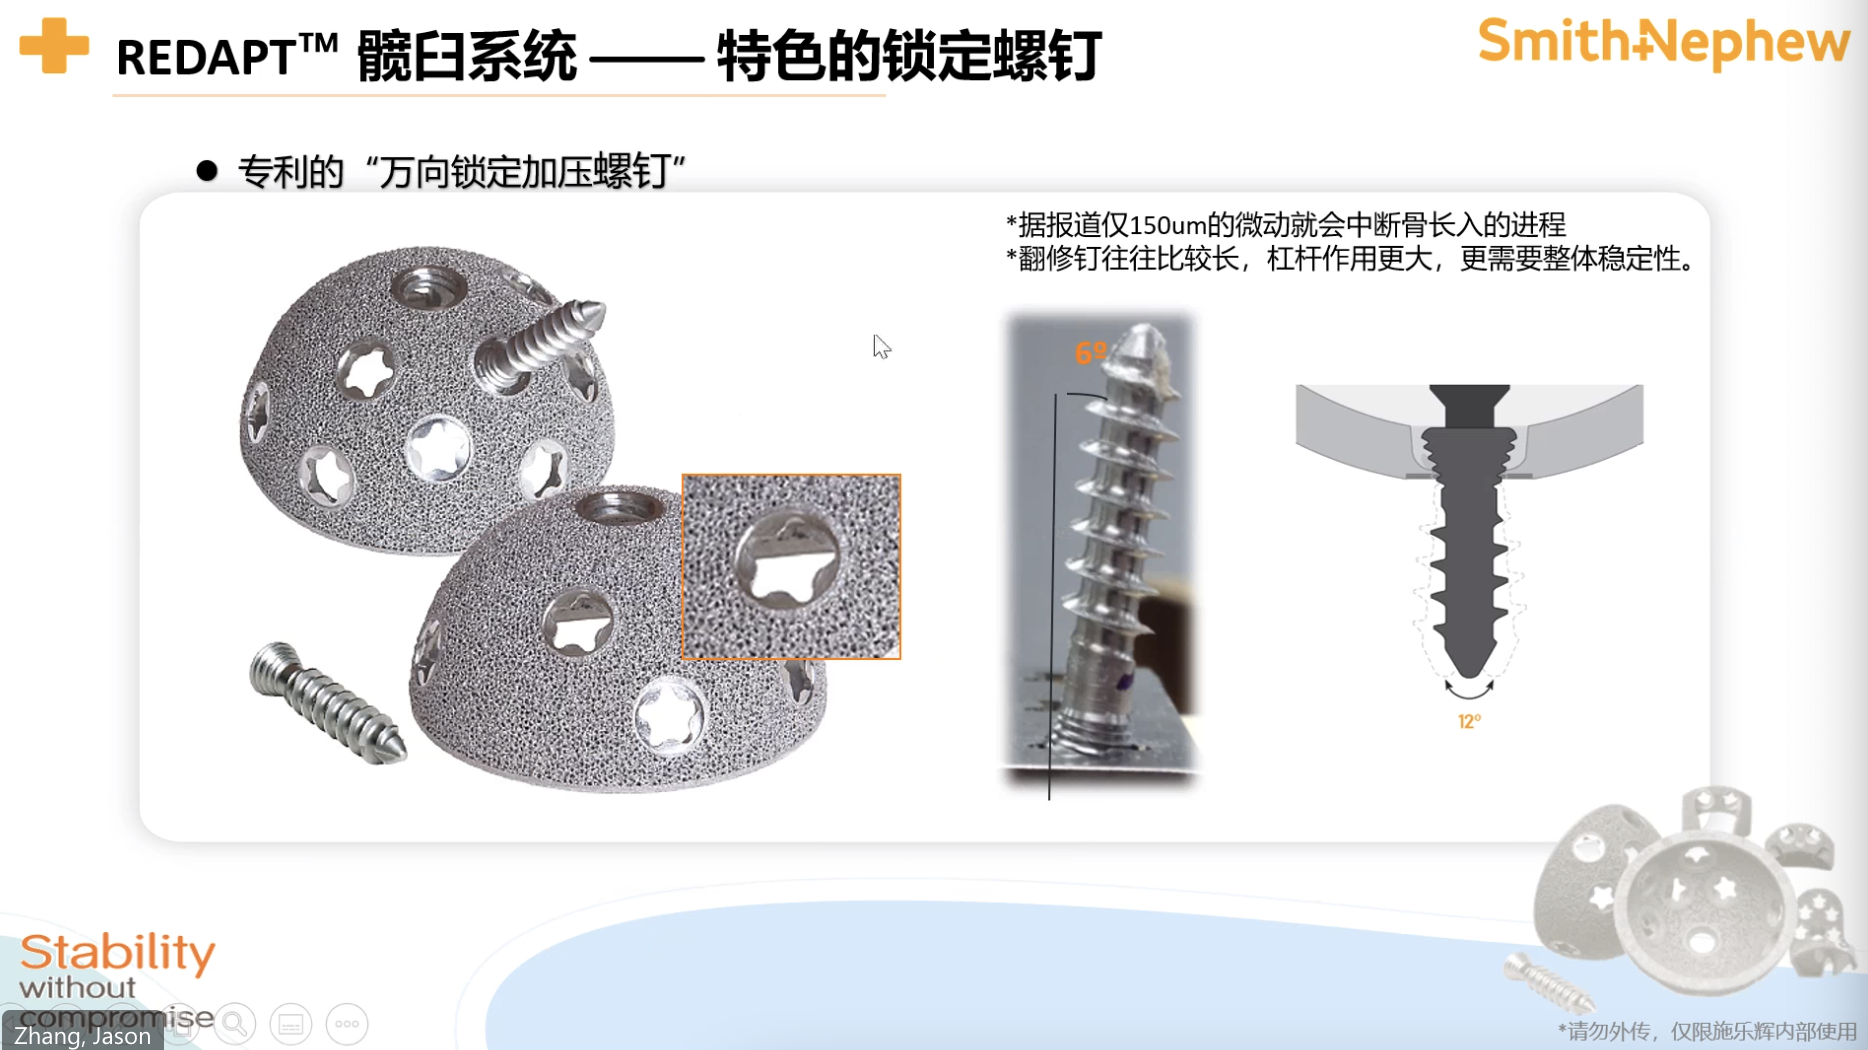 REDAPT™ 髋臼系统 —— 特色的锁定螺钉
Smith+Nephew
● 专利的“万向锁定加压螺钉”
*据报道仅150um的微动就会中断骨长入的进程
*翻修钉往往比较长，杠杆作用更大，更需要整体稳定性。
6º
12º
Stability
without
compromise
Zhang, Jason
*请勿外传，仅限施乐辉内部使用